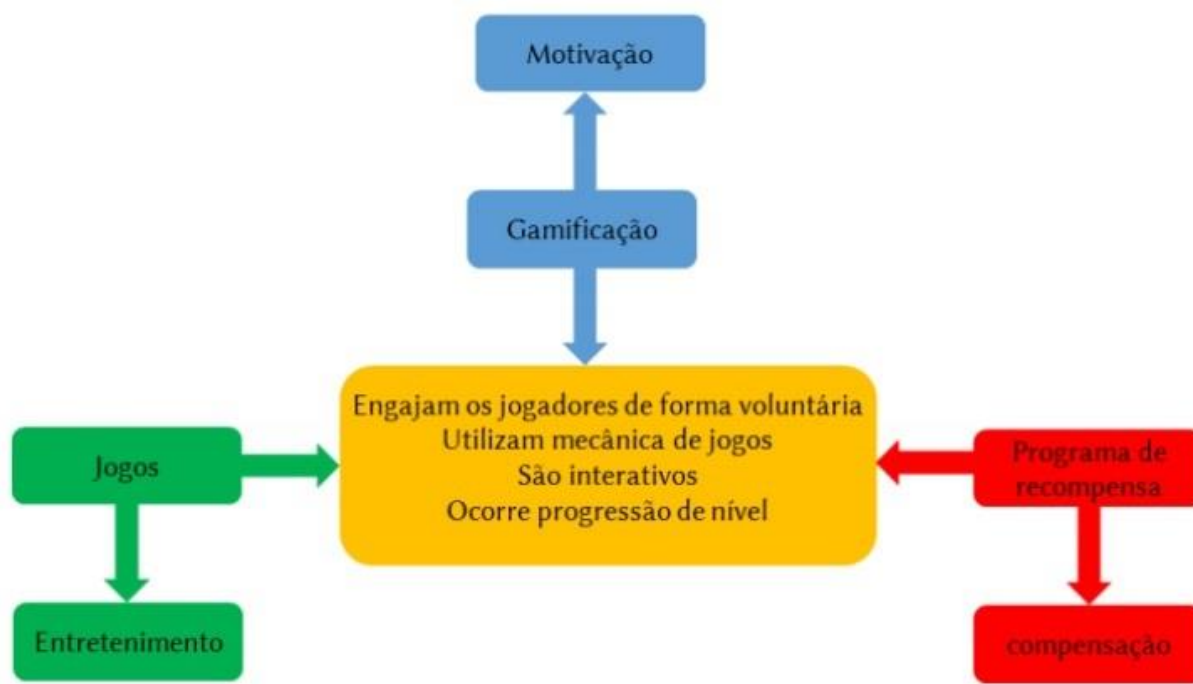 Motivação
Gamificação
Engajam os jogadores de forma voluntária
Utilizam mecânica de jogos
São interativos
Ocorre progressão de nível
Jogos
Programa de
recompensa
Entretenimento
compensação